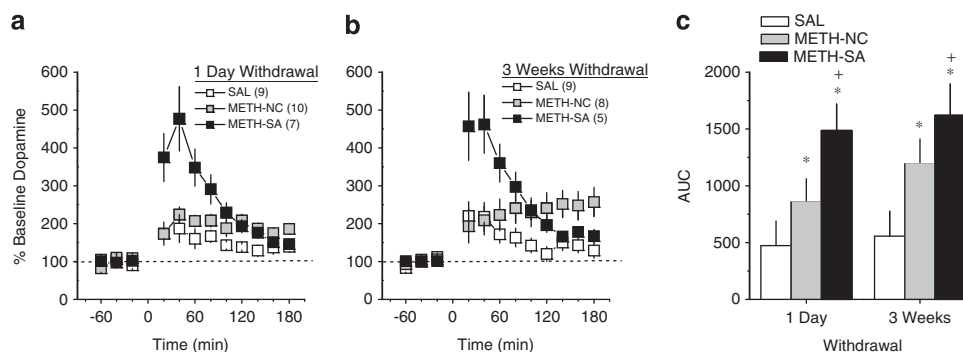 a
1 Day Withdrawal
SAL (9)
METH-NC (10)
METH-SA (7)
% Baseline Dopamine
600
500
400
300
200
100
0
-60 0 60 120 180
Time (min)
b
3 Weeks Withdrawal
SAL (9)
METH-NC (8)
METH-SA (5)
600
500
400
300
200
100
0
-60 0 60 120 180
Time (min)
c
SAL
METH-NC
METH-SA
AUC
2000
1500
1000
500
0
*
+
*
*
+
*
1 Day 3 Weeks
Withdrawal